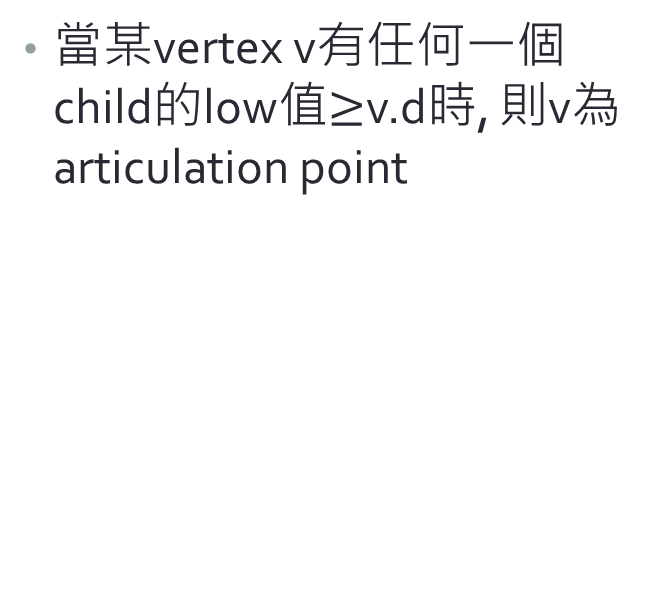 • 當某vertex v有任何一個
child的low值≥v.d時, 則v為
articulation point